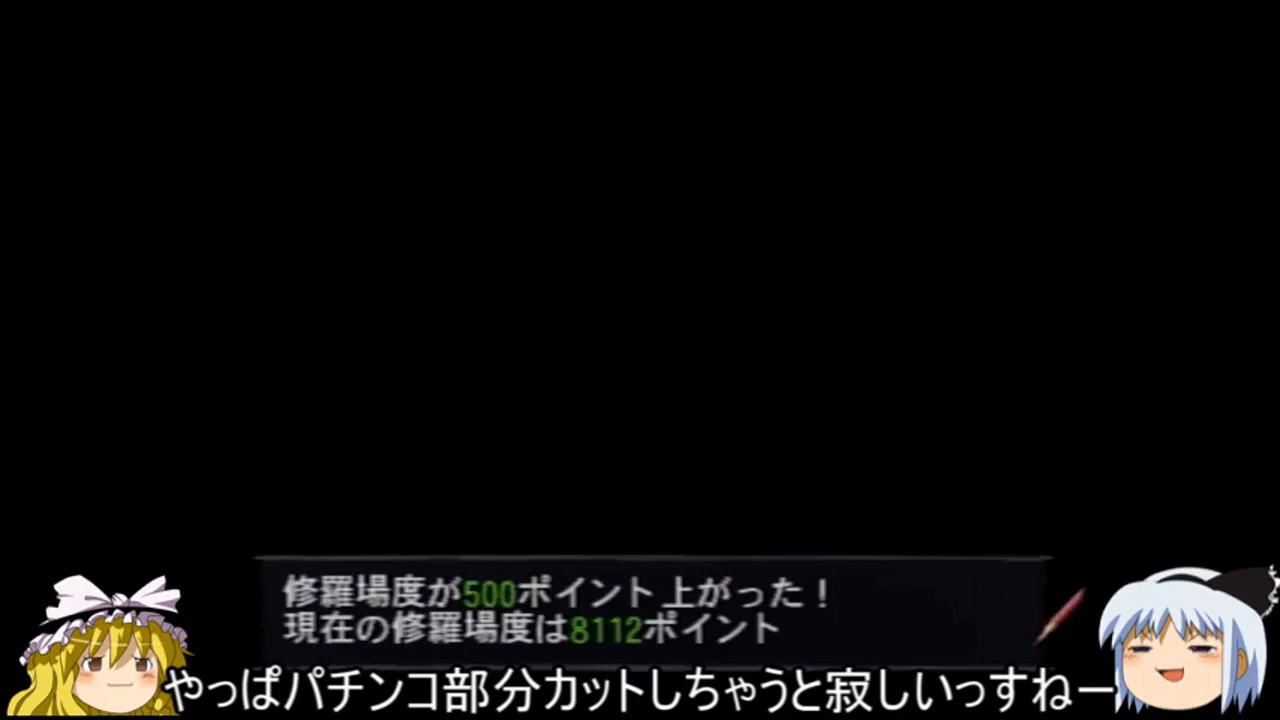 修羅場度が500ポイント上がった！
現在の修羅場度は8112ポイント
やっぱパチンコ部分カットしちゃうと寂しいっすねー